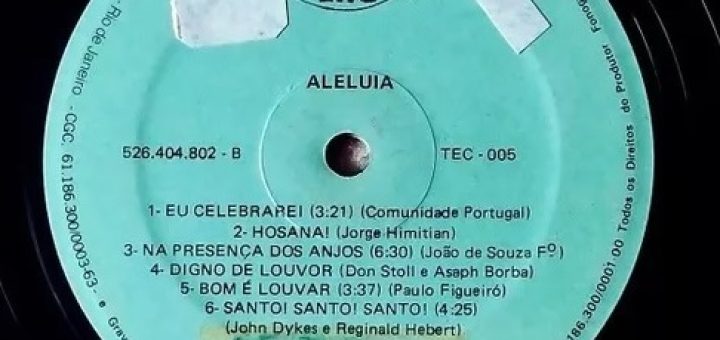 ALELUIA
526.404.802 - B
TEC - 005
1- EU CELEBRAREI (3:21) (Comunidade Portugal)
2- HOSANA! (Jorge Himitian)
3- NA PRESENÇA DOS ANJOS (6:30) (João de Souza Fº)
4- DIGNO DE LOUVOR (Don Stoll e Asaph Borba)
5- BOM É LOUVAR (3:37) (Paulo Figueiró)
6- SANTO! SANTO! SANTO! (4:25)
(John Dykes e Reginald Hebert)
- Rio de Janeiro - CGC. 61.186.300/0003-63 - e
186.300/0001-00 Todos os Direitos do Produtor